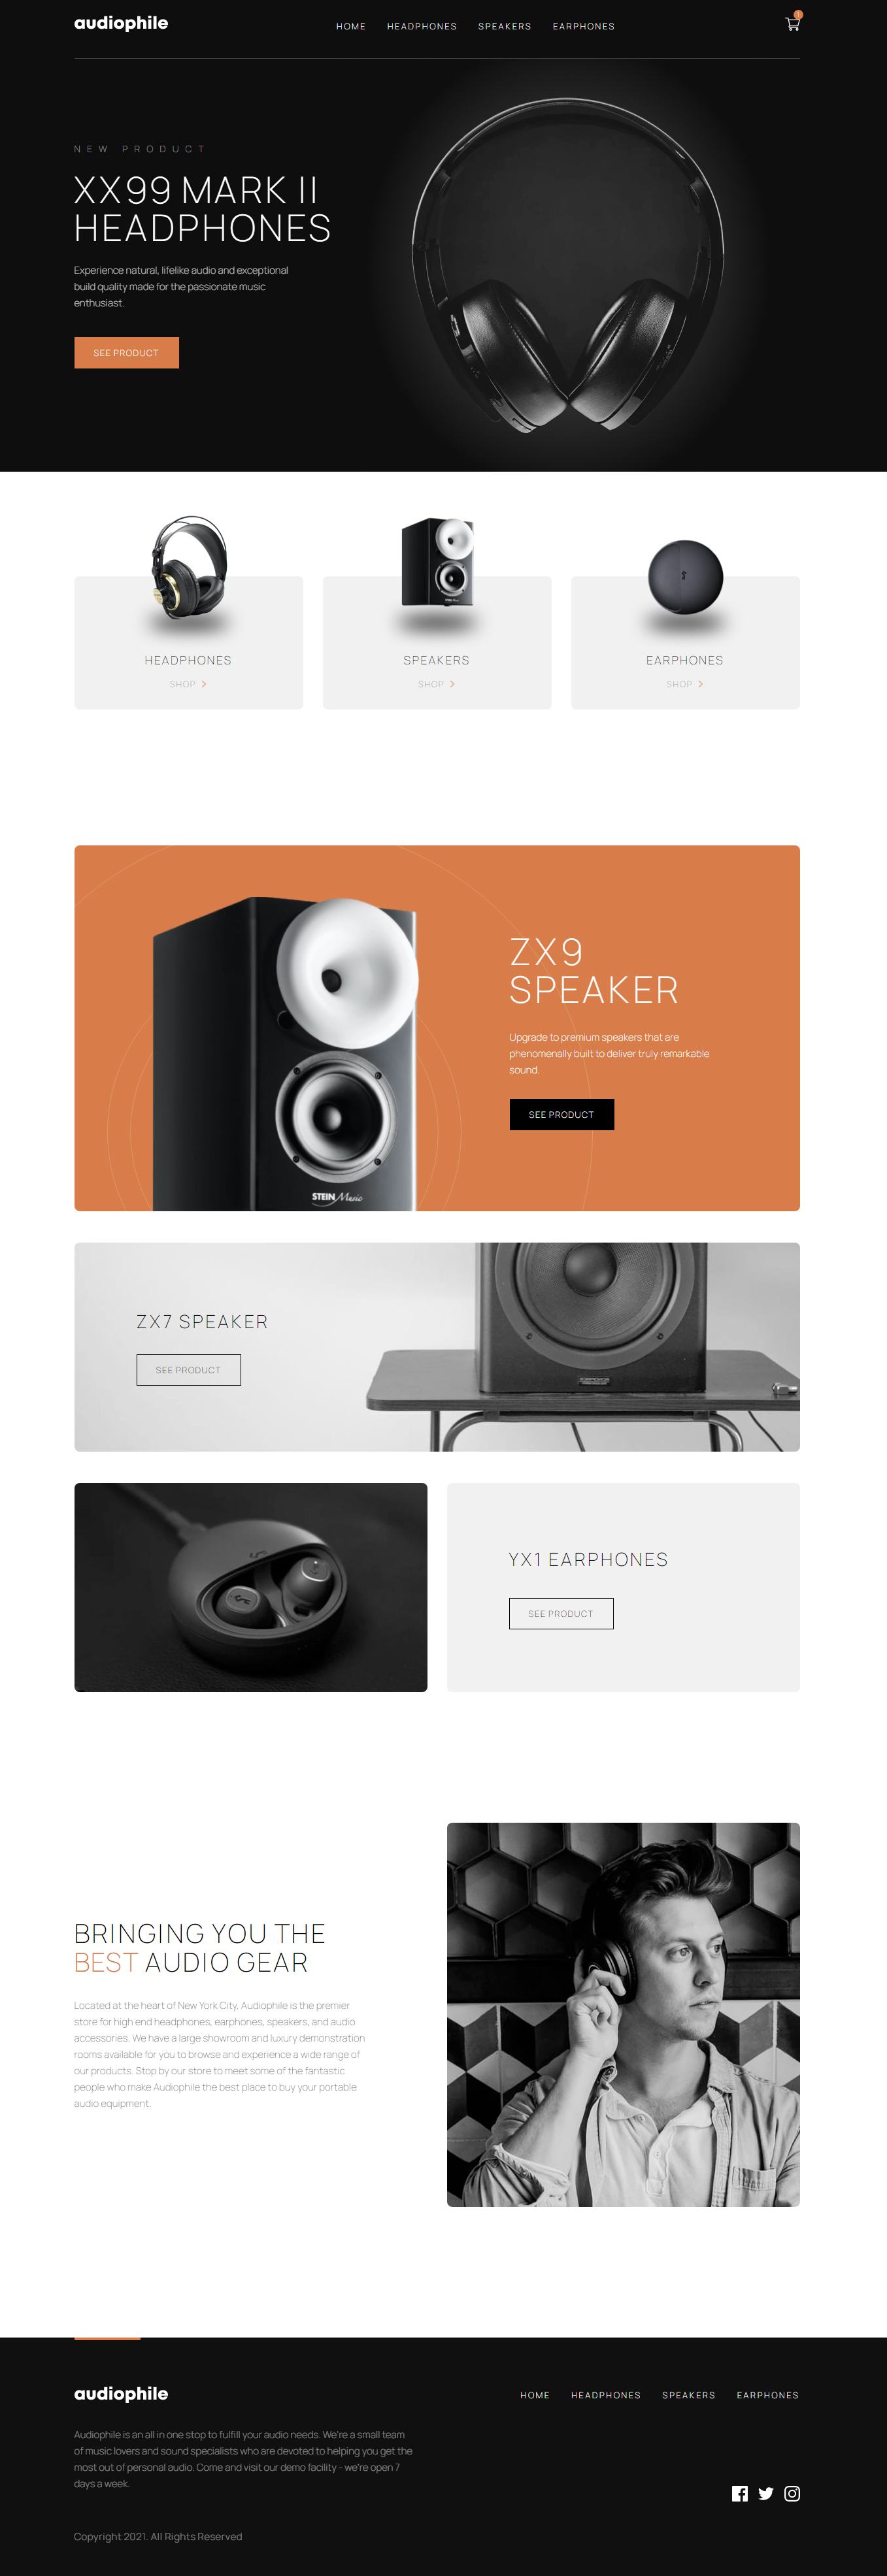 audiophile
HOME HEADPHONES SPEAKERS EARPHONES
NEW PRODUCT
XX99 MARK II
HEADPHONES
Experience natural, lifelike audio and exceptional
build quality made for the passionate music
enthusiast.
SEE PRODUCT
HEADPHONES
SHOP
SPEAKERS
SHOP
EARPHONES
SHOP
ZX9
SPEAKER
Upgrade to premium speakers that are
phenomenally built to deliver truly remarkable
sound.
SEE PRODUCT
STEIN Music
ZX7 SPEAKER
SEE PRODUCT
YX1 EARPHONES
SEE PRODUCT
BRINGING YOU THE
BEST AUDIO GEAR
Located at the heart of New York City, Audiophile is the premier
store for high end headphones, earphones, speakers, and audio
accessories. We have a large showroom and luxury demonstration
rooms available for you to browse and experience a wide range of
our products. Stop by our store to meet some of the fantastic
people who make Audiophile the best place to buy your portable
audio equipment.
audiophile
HOME HEADPHONES SPEAKERS EARPHONES
Audiophile is an all in one stop to fulfill your audio needs. We're a small team
of music lovers and sound specialists who are devoted to helping you get the
most out of personal audio. Come and visit our demo facility - we're open 7
days a week.
Copyright 2021. All Rights Reserved